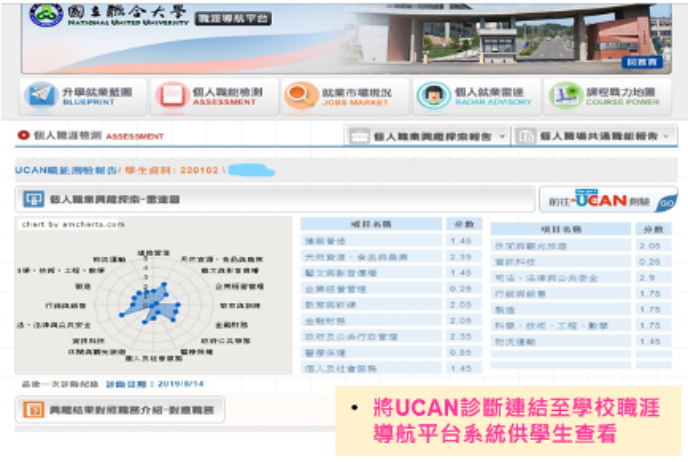 國立聯合大學
NATIONAL UNITED UNIVERSITY
職涯導航平台
回首頁
升學就業藍圖
BLUEPRINT
個人職能檢測
ASSESSMENT
就業市場現況
JOBS MARKET
個人就業雷達
RADAR ADVISORY
課程戰力地圖
COURSE POWER
個人職涯檢測 ASSESSMENT
個人職業興趣探索報告
個人職場共通職能報告
UCAN職能測驗報告/ 學生資料: 220102 \
個人職業興趣探索-雷達圖
前往 UCAN 測驗 GO
chart by amcharts.com
建築營造
物流運輸
天然資源、食品與農業
科學、技術、工程、數學
藝文與影音傳播
製造
企業經營管理
行銷與銷售
教育與訓練
司法、法律與公共安全
金融財務
資訊科技
政府公共事務
休閒與觀光旅遊
醫療保健
個人及社會服務
項目名稱 分數
建築營造 1.45
天然資源、食品與農業 2.35
藝文與影音傳播 1.45
企業經營管理 0.25
教育與訓練 2.05
金融財務 2.05
政府及公共行政管理 2.35
醫療保健 0.85
個人及社會服務 1.45
項目名稱 分數
休閒與觀光旅遊 2.05
資訊科技 0.25
司法、法律與公共安全 2.9
行銷與銷售 1.75
製造 1.75
科學、技術、工程、數學 1.75
物流運輸 1.45
最後一次診斷紀錄 診斷日期：2019/8/14
興趣結果對照職務介紹-對應職務
• 將UCAN診斷連結至學校職涯
導航平台系統供學生查看